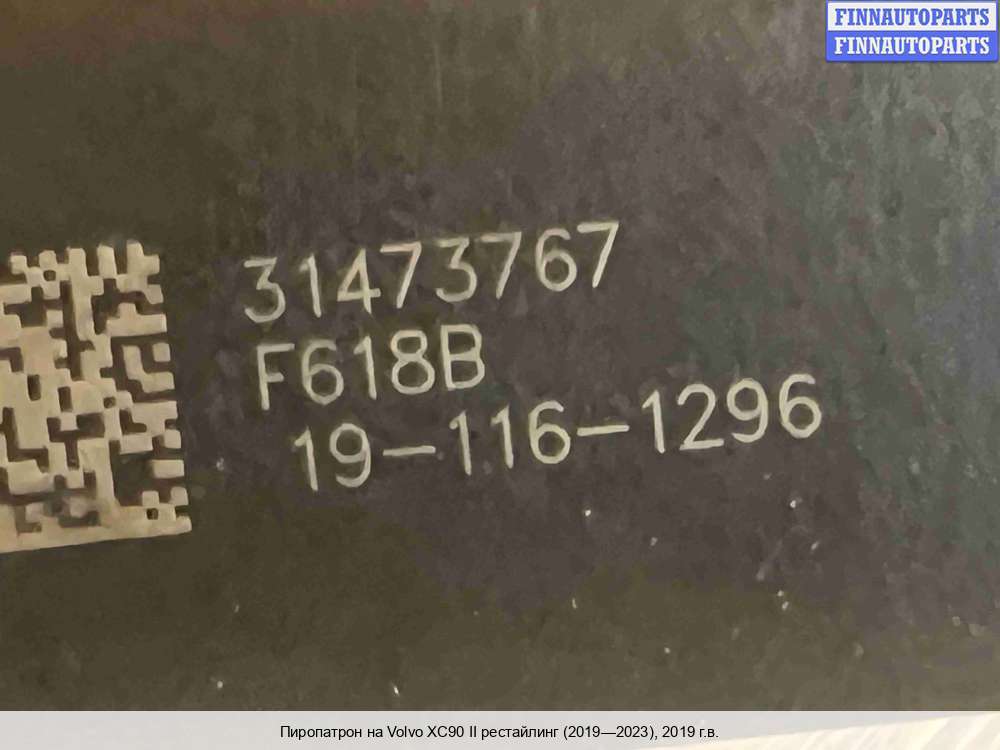 FINNAUTOPARTS
FINNAUTOPARTS
31473767
F618B
19-116-1296
Пиропатрон на Volvo XC90 II рестайлинг (2019—2023), 2019 г.в.